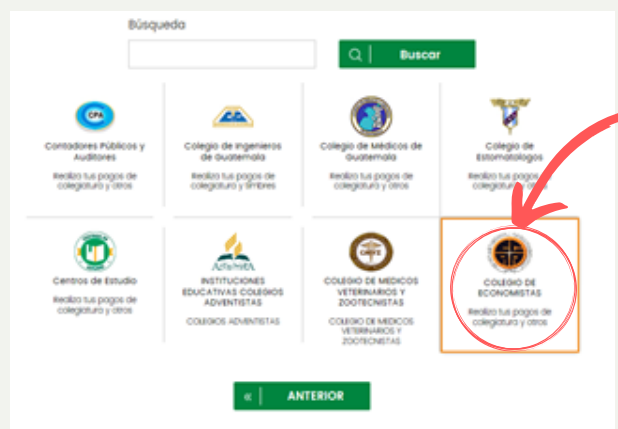 Búsqueda
Buscar
CPA
Contadores Públicos y
Auditores
Realiza tus pagos de
colegiatura y otros
Colegio de Ingenieros
de Guatemala
Realiza tus pagos de
colegiatura y timbres
Colegio de Médicos de
Guatemala
Realiza tus pagos de
colegiatura y otros
Colegio de
Estomatologos
Realiza tus pagos de
colegiatura y otros
Centros de Estudio
Realiza tus pagos de
colegiatura y otros
Adventista
INSTITUCIONES
EDUCATIVAS COLEGIOS
ADVENTISTAS
COLEGIOS ADVENTISTAS
COLEGIO DE MEDICOS
VETERINARIOS Y
ZOOTECNISTAS
COLEGIO DE MEDICOS
VETERINARIOS Y
ZOOTECNISTAS
COLEGIO DE
ECONOMISTAS
Realiza tus pagos de
colegiatura y otros
« ANTERIOR